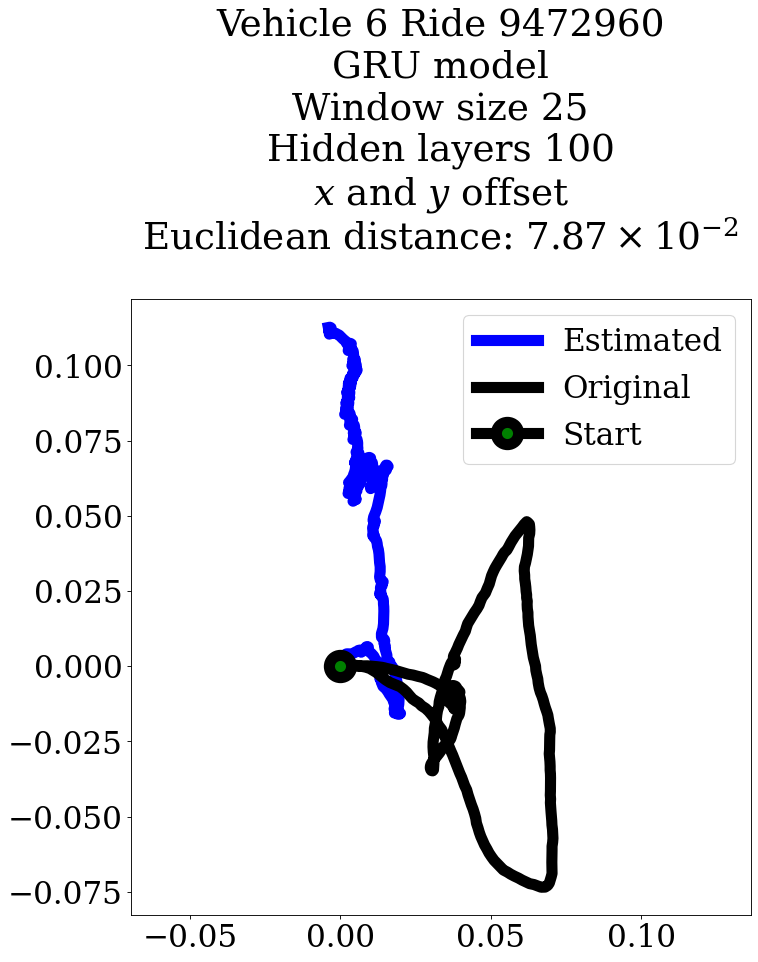 Vehicle 6 Ride 9472960
GRU model
Window size 25
Hidden layers 100
x and y offset
Euclidean distance: 7.87 × 10⁻²
Estimated
Original
Start
0.100
0.075
0.050
0.025
0.000
−0.025
−0.050
−0.075
−0.05 0.00 0.05 0.10